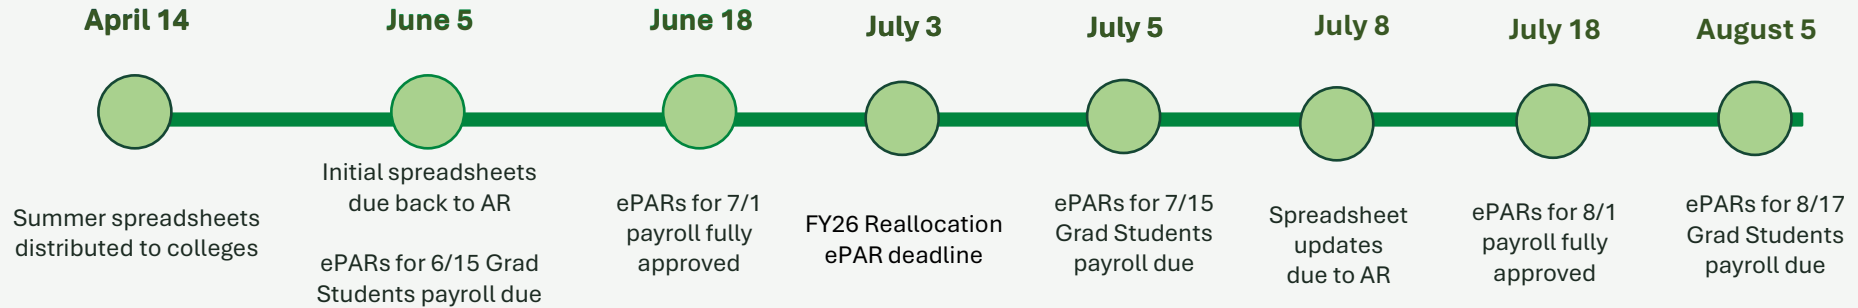 April 14
Summer spreadsheets
distributed to colleges
June 5
Initial spreadsheets
due back to AR
ePARs for 6/15 Grad
Students payroll due
June 18
ePARs for 7/1
payroll fully
approved
July 3
FY26 Reallocation
ePAR deadline
July 5
ePARs for 7/15
Grad Students
payroll due
July 8
Spreadsheet
updates
due to AR
July 18
ePARs for 8/1
payroll fully
approved
August 5
ePARs for 8/17
Grad Students
payroll due